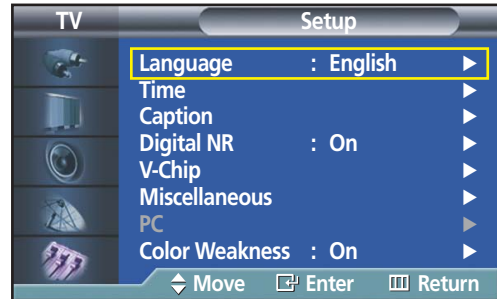 TV Setup
Language : English
Time
Caption
Digital NR : On
V-Chip
Miscellaneous
PC
Color Weakness : On
Move Enter Return